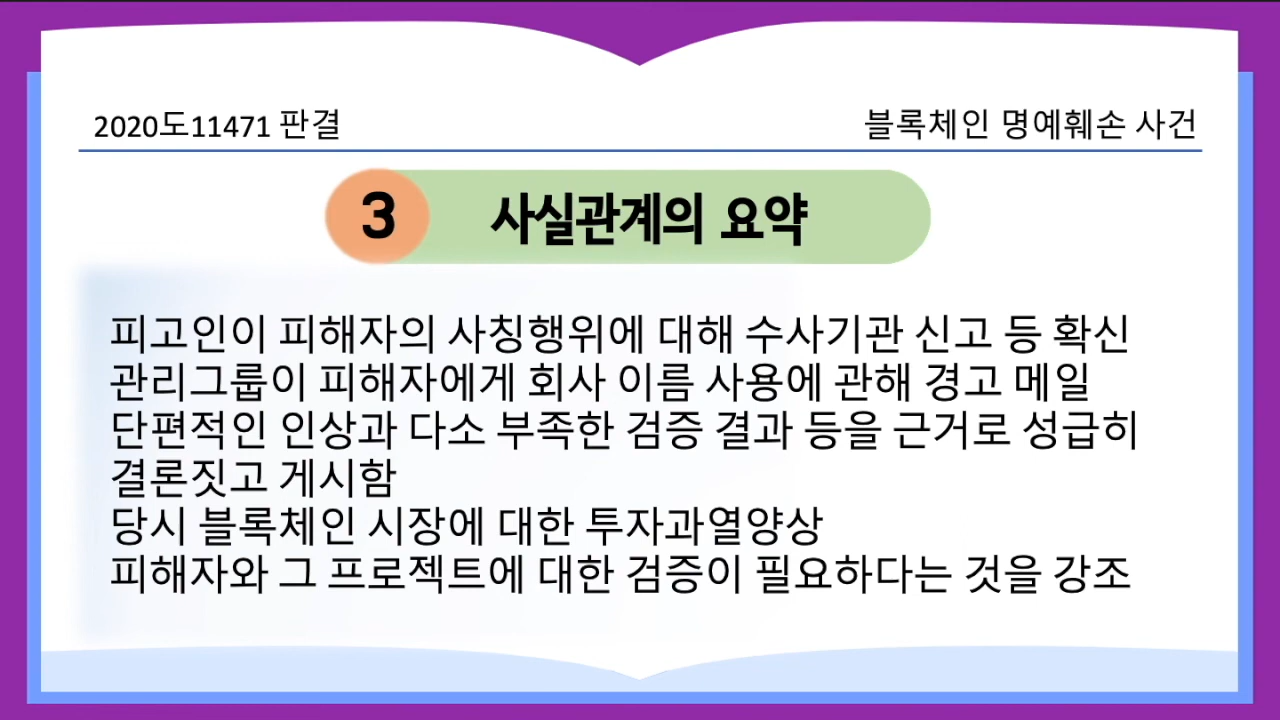 2020도11471 판결
블록체인 명예훼손 사건
3 사실관계의 요약
피고인이 피해자의 사칭행위에 대해 수사기관 신고 등 확신
관리그룹이 피해자에게 회사 이름 사용에 관해 경고 메일
단편적인 인상과 다소 부족한 검증 결과 등을 근거로 성급히
결론짓고 게시함
당시 블록체인 시장에 대한 투자과열양상
피해자와 그 프로젝트에 대한 검증이 필요하다는 것을 강조